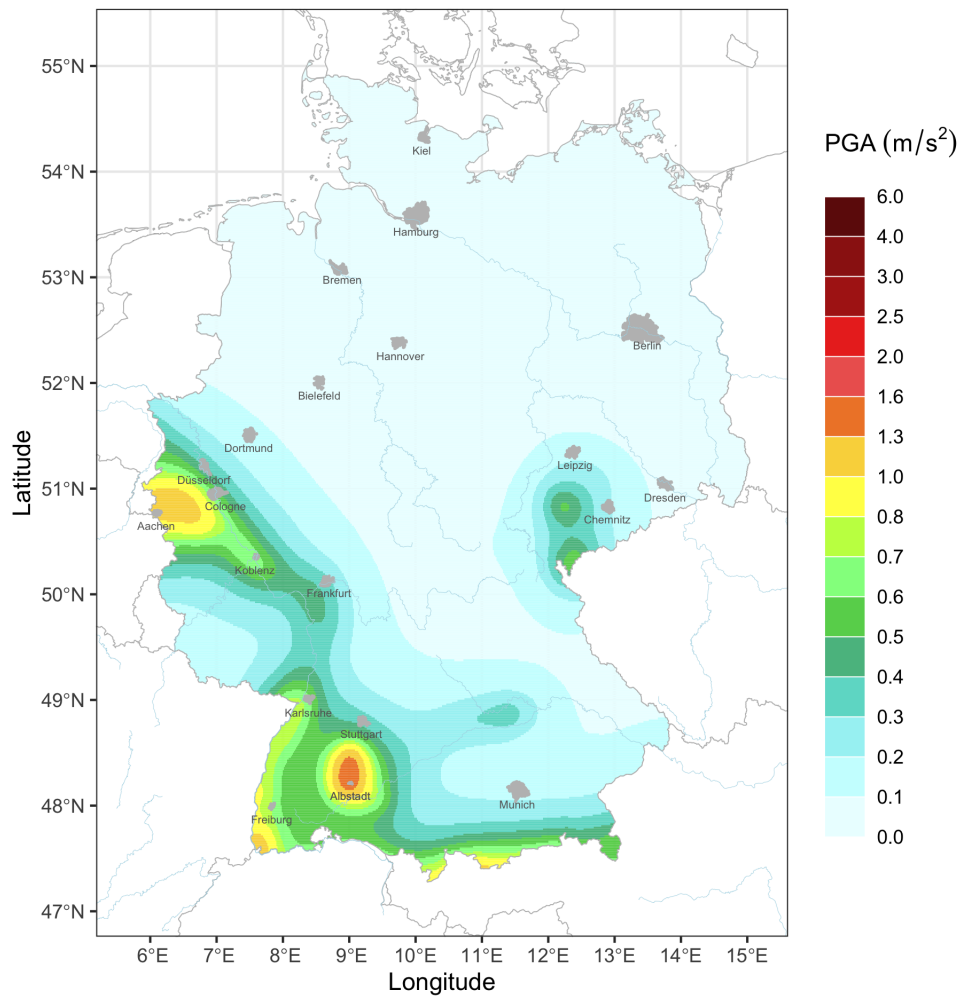 PGA (m/s²)
6.0
4.0
3.0
2.5
2.0
1.6
1.3
1.0
0.8
0.7
0.6
0.5
0.4
0.3
0.2
0.1
0.0
Latitude
55°N
54°N
53°N
52°N
51°N
50°N
49°N
48°N
47°N
Kiel
Hamburg
Bremen
Berlin
Hannover
Bielefeld
Dortmund
Leipzig
Düsseldorf
Dresden
Cologne
Chemnitz
Aachen
Koblenz
Frankfurt
Karlsruhe
Stuttgart
Albstadt
Munich
Freiburg
6°E 7°E 8°E 9°E 10°E 11°E 12°E 13°E 14°E 15°E
Longitude